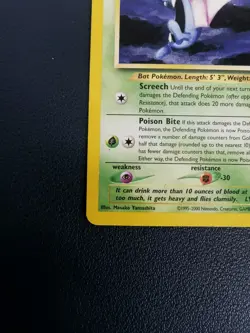 Bat Pokémon. Length: 5' 3", Weight
Screech Until the end of your next turn
damages the Defending Pokémon (after app
Resistance), that attack does 20 more damag
Pokémon.
Poison Bite If this attack damages the Def
Pokémon, the Defending Pokémon is now Poiso
remove a number of damage counters from Gol
half that damage (rounded up to the nearest 10)
has fewer damage counters than that, remove a
Either way, the Defending Pokémon is now Poiso
weakness
resistance
-30
It can drink more than 10 ounces of blood at
too much, it gets heavy and flies clumsily.
Illus. Minako Yamashita
©1995-2000 Nintendo, Creatures, GAMEF